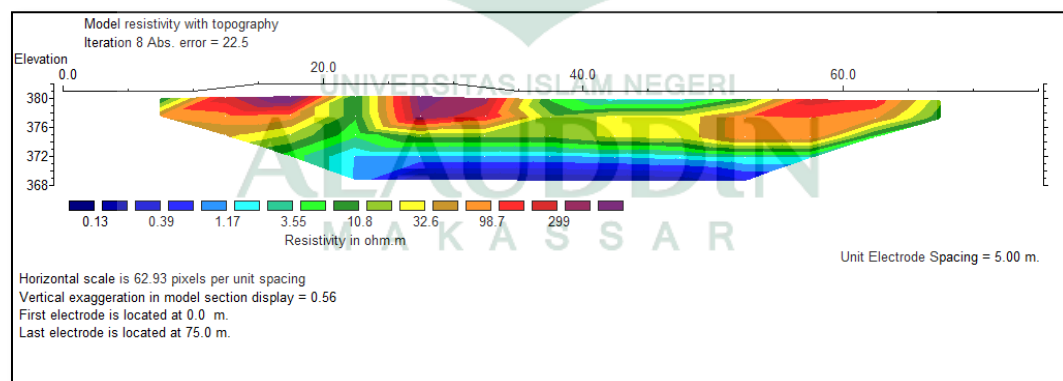 Model resistivity with topography
Iteration 8 Abs. error = 22.5
Elevation
0.0 20.0 40.0 60.0
UNIVERSITAS ISLAM NEGERI
380
376
372
368
ALAUDDIN
0.13 0.39 1.17 3.55 10.8 32.6 98.7 299
Resistivity in ohm.m
MAKASSAR
Unit Electrode Spacing = 5.00 m.
Horizontal scale is 62.93 pixels per unit spacing
Vertical exaggeration in model section display = 0.56
First electrode is located at 0.0 m.
Last electrode is located at 75.0 m.